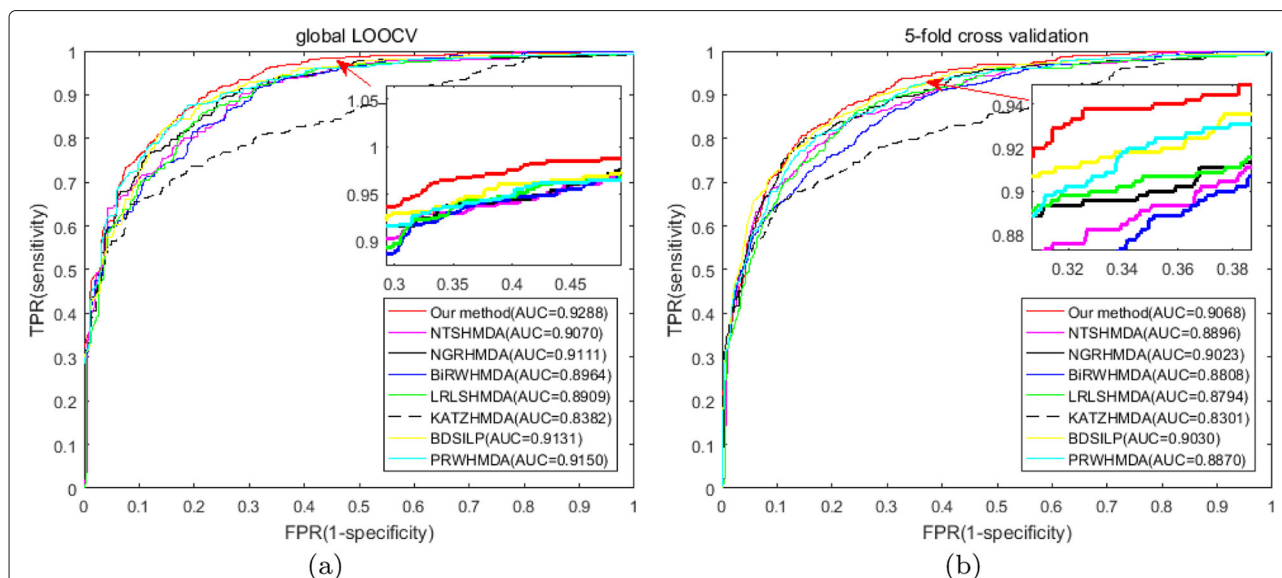 global LOOCV
1
0.9
0.8
0.7
0.6
0.5
0.4
0.3
0.2
0.1
0
TPR(sensitivity)
1.05
1
0.95
0.9
0.3 0.35 0.4 0.45
Our method(AUC=0.9288)
NTSHMDA(AUC=0.9070)
NGRHMDA(AUC=0.9111)
BiRWHMDA(AUC=0.8964)
LRLSHMDA(AUC=0.8909)
KATZHMDA(AUC=0.8382)
BDSILP(AUC=0.9131)
PRWHMDA(AUC=0.9150)
0 0.1 0.2 0.3 0.4 0.5 0.6 0.7 0.8 0.9 1
FPR(1-specificity)
(a)
5-fold cross validation
1
0.9
0.8
0.7
0.6
0.5
0.4
0.3
0.2
0.1
0
TPR(sensitivity)
0.94
0.92
0.9
0.88
0.32 0.34 0.36 0.38
Our method(AUC=0.9068)
NTSHMDA(AUC=0.8896)
NGRHMDA(AUC=0.9023)
BiRWHMDA(AUC=0.8808)
LRLSHMDA(AUC=0.8794)
KATZHMDA(AUC=0.8301)
BDSILP(AUC=0.9030)
PRWHMDA(AUC=0.8870)
0 0.1 0.2 0.3 0.4 0.5 0.6 0.7 0.8 0.9 1
FPR(1-specificity)
(b)